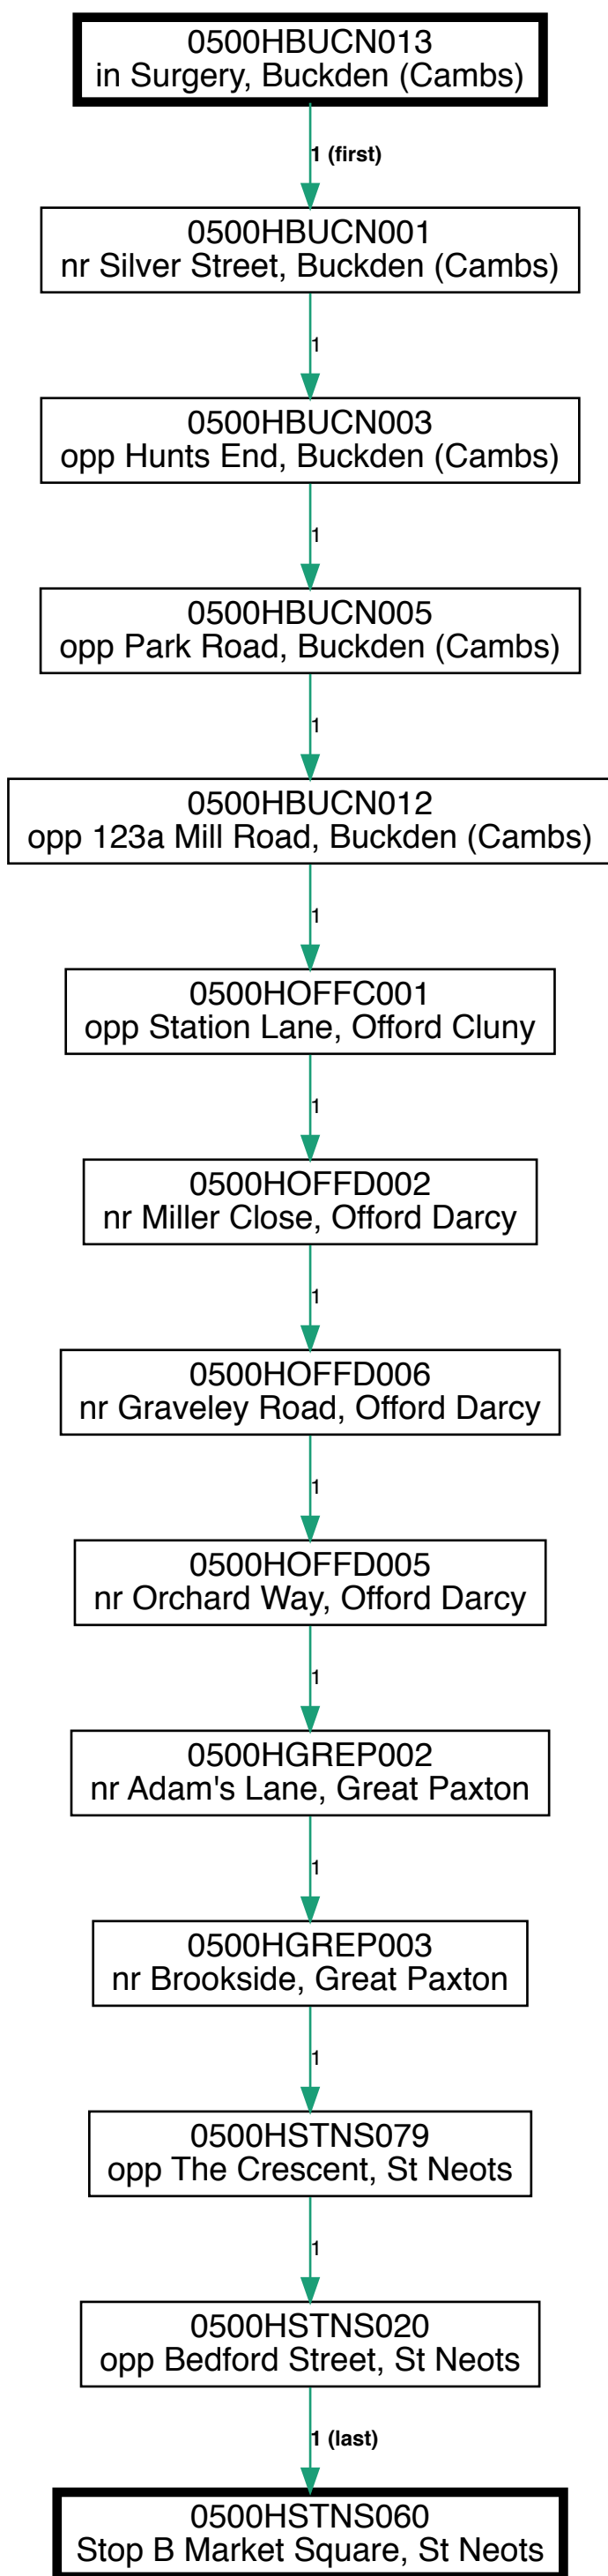 0500HBUCN013
in Surgery, Buckden (Cambs)
1 (first)
0500HBUCN001
nr Silver Street, Buckden (Cambs)
1
0500HBUCN003
opp Hunts End, Buckden (Cambs)
1
0500HBUCN005
opp Park Road, Buckden (Cambs)
1
0500HBUCN012
opp 123a Mill Road, Buckden (Cambs)
1
0500HOFFC001
opp Station Lane, Offord Cluny
1
0500HOFFD002
nr Miller Close, Offord Darcy
1
0500HOFFD006
nr Graveley Road, Offord Darcy
1
0500HOFFD005
nr Orchard Way, Offord Darcy
1
0500HGREP002
nr Adam's Lane, Great Paxton
1
0500HGREP003
nr Brookside, Great Paxton
1
0500HSTNS079
opp The Crescent, St Neots
1
0500HSTNS020
opp Bedford Street, St Neots
1 (last)
0500HSTNS060
Stop B Market Square, St Neots